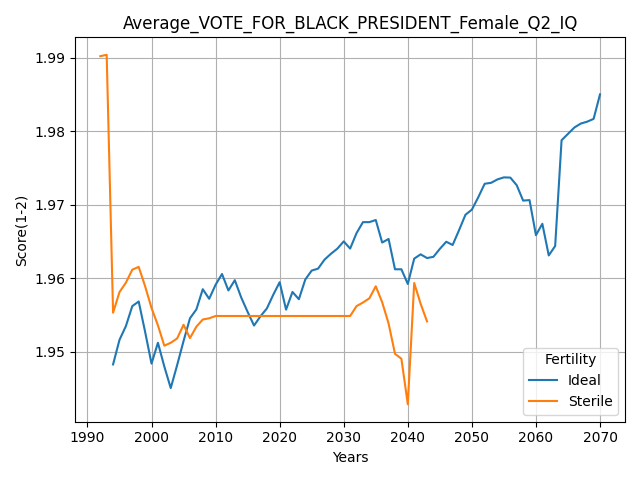 Average_VOTE_FOR_BLACK_PRESIDENT_Female_Q2_IQ
Score(1-2)
1.99
1.98
1.97
1.96
1.95
Fertility
Ideal
Sterile
1990 2000 2010 2020 2030 2040 2050 2060 2070
Years